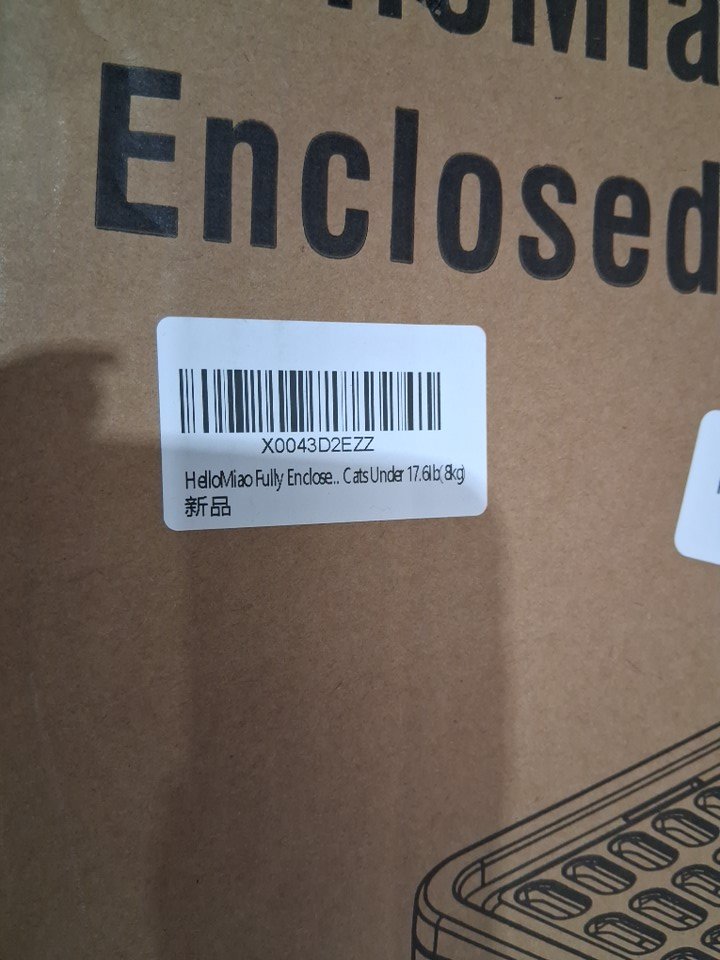 Enclosed
X0043D2EZZ
HelloMiao Fully Enclose... Cats Under 17.6lb( 8kg)
新品